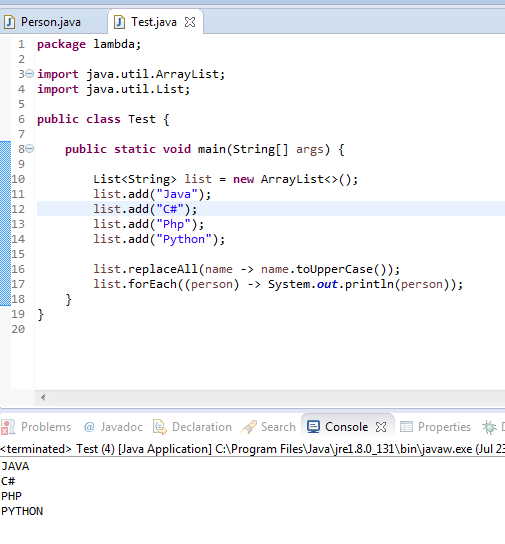 Person.java Test.java
1 package lambda;
2
3 import java.util.ArrayList;
4 import java.util.List;
5
6 public class Test {
7
8 public static void main(String[] args) {
9
10 List<String> list = new ArrayList<>();
11 list.add("Java");
12 list.add("C#");
13 list.add("Php");
14 list.add("Python");
15
16 list.replaceAll(name -> name.toUpperCase());
17 list.forEach((person) -> System.out.println(person));
18 }
19 }
20
Problems @ Javadoc Declaration Search Console Properties
<terminated> Test (4) [Java Application] C:\Program Files\Java\jre1.8.0_131\bin\javaw.exe (Jul 23
JAVA
C#
PHP
PYTHON